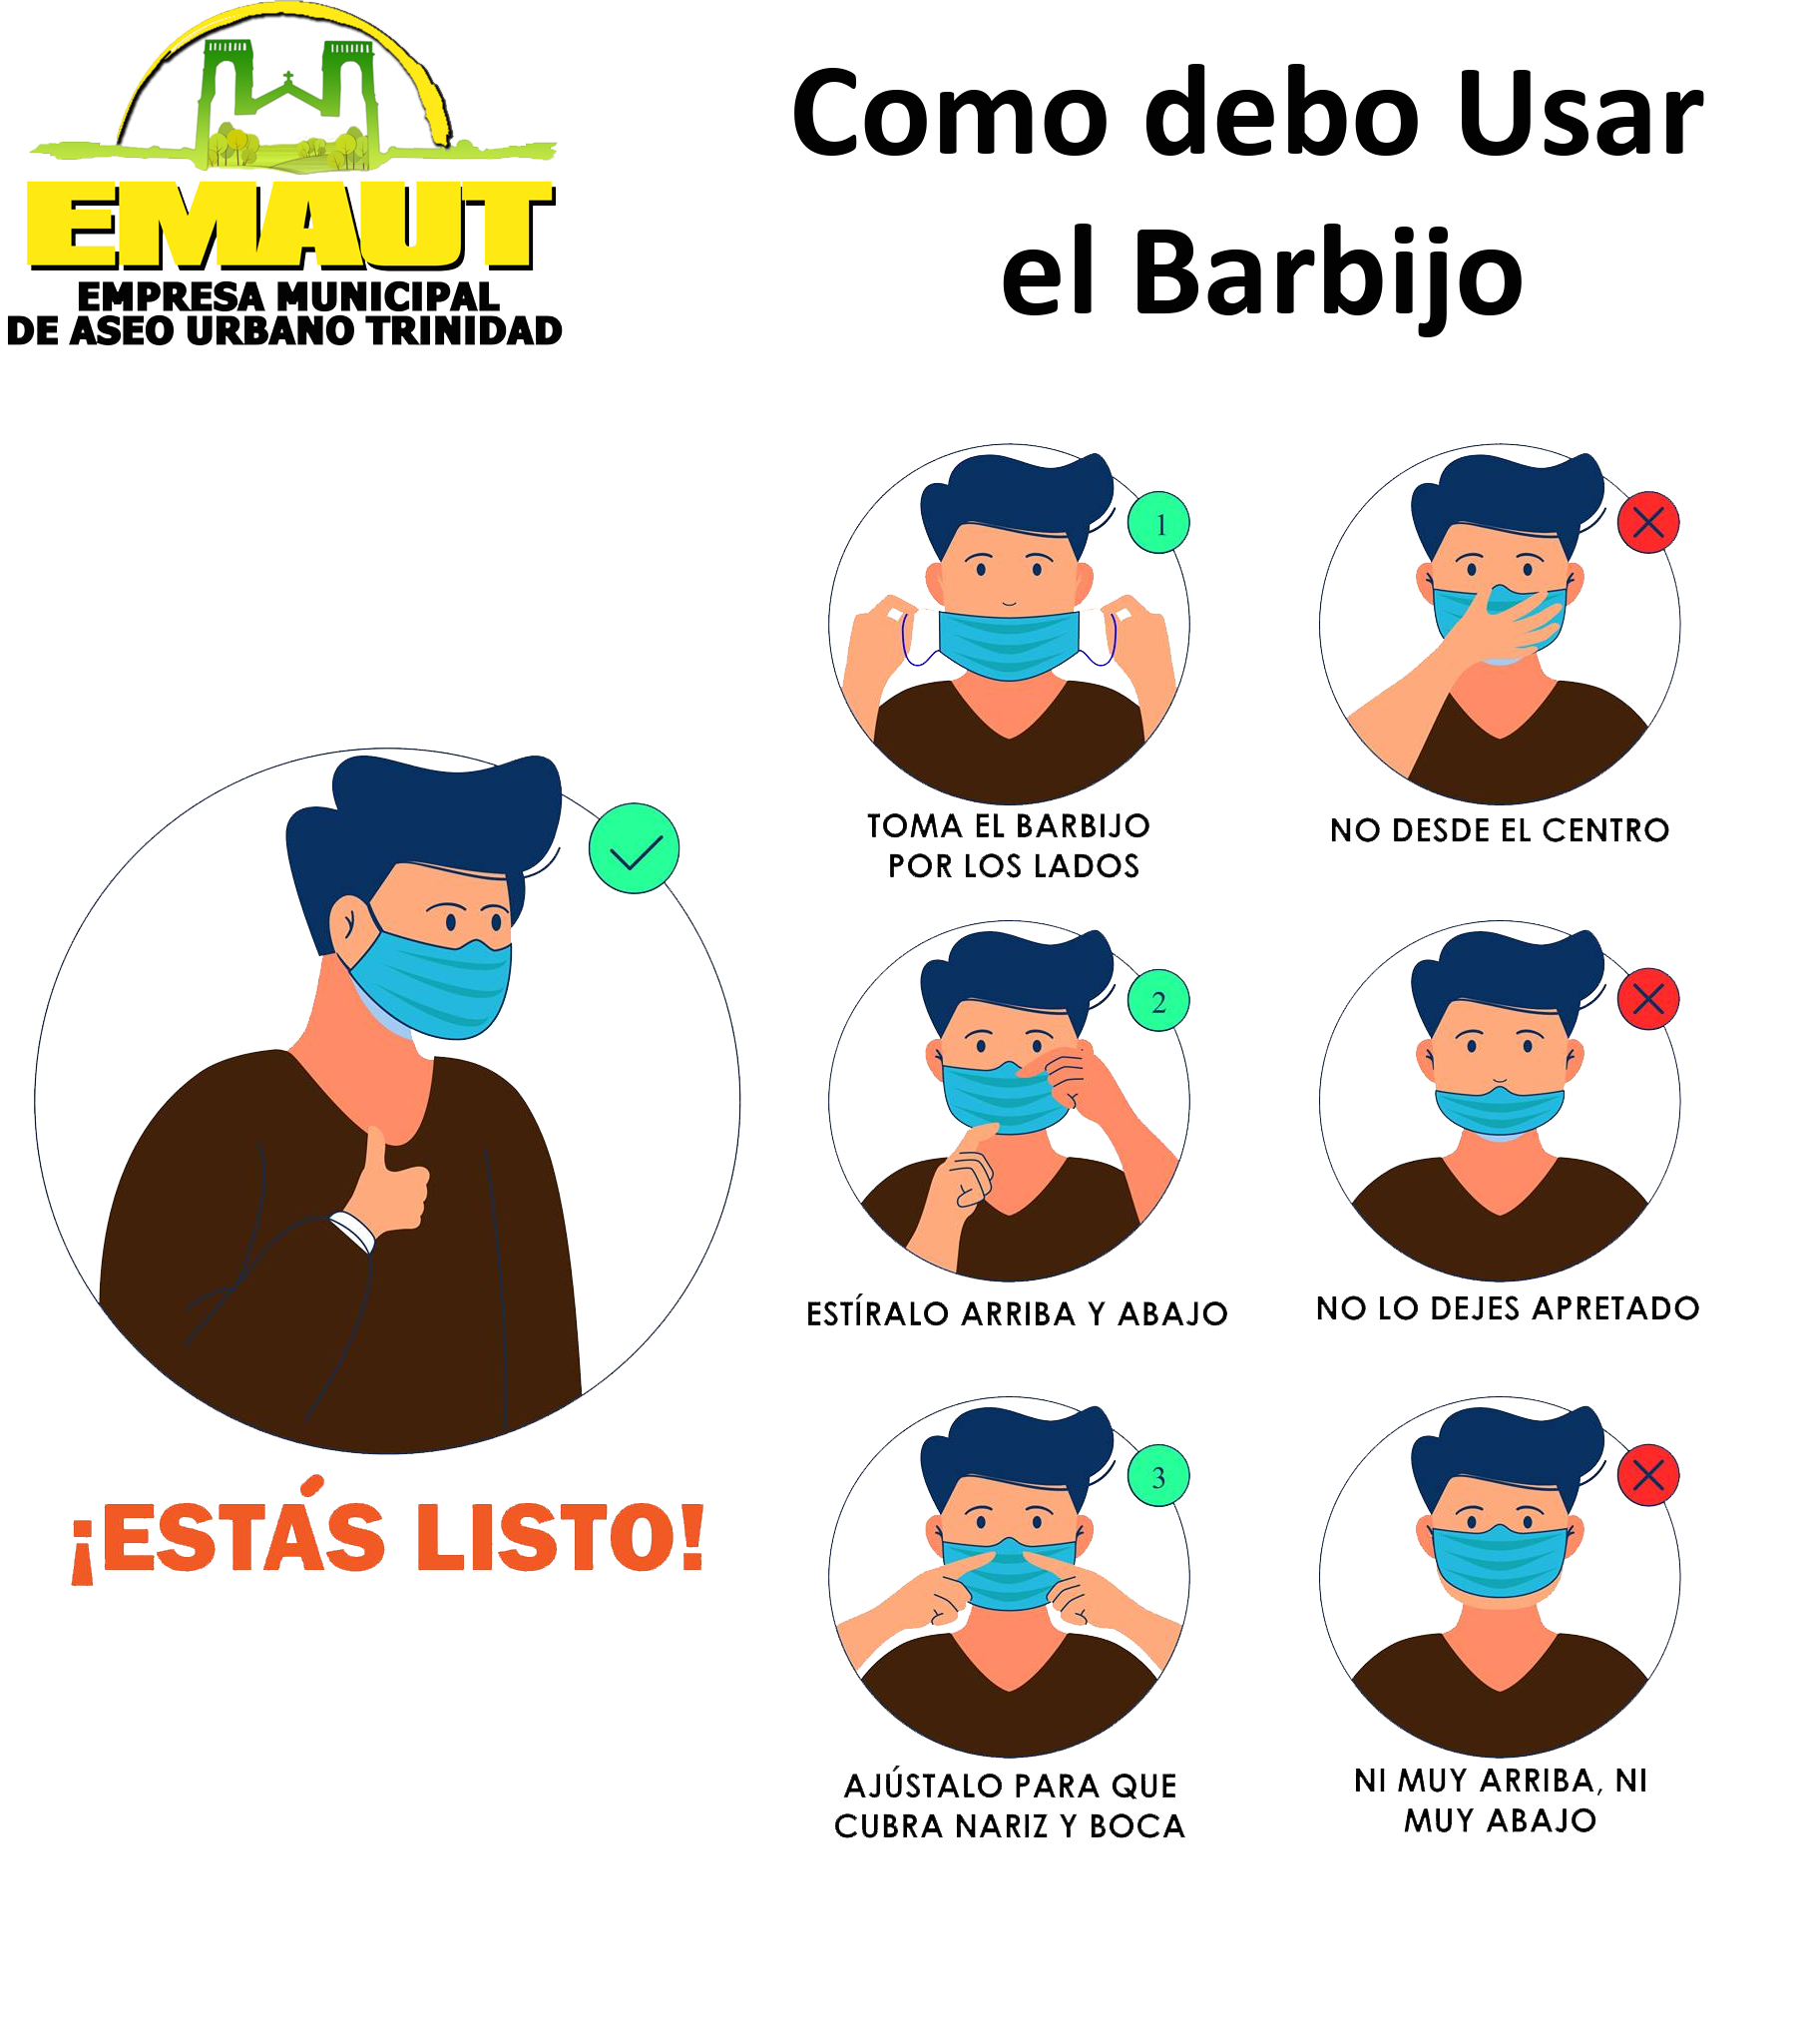 EMAUT
EMPRESA MUNICIPAL
DE ASEO URBANO TRINIDAD
Como debo Usar
el Barbijo
1
TOMA EL BARBIJO
POR LOS LADOS
NO DESDE EL CENTRO
2
ESTÍRALO ARRIBA Y ABAJO
NO LO DEJES APRETADO
3
AJÚSTALO PARA QUE
CUBRA NARIZ Y BOCA
NI MUY ARRIBA, NI
MUY ABAJO
¡ESTÁS LISTO!